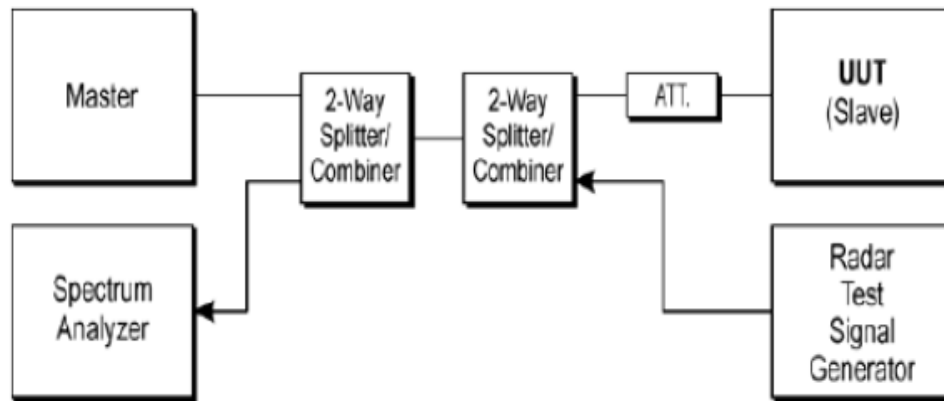 Master
2-Way
Splitter/
Combiner
2-Way
Splitter/
Combiner
ATT.
UUT
(Slave)
Spectrum
Analyzer
Radar
Test
Signal
Generator